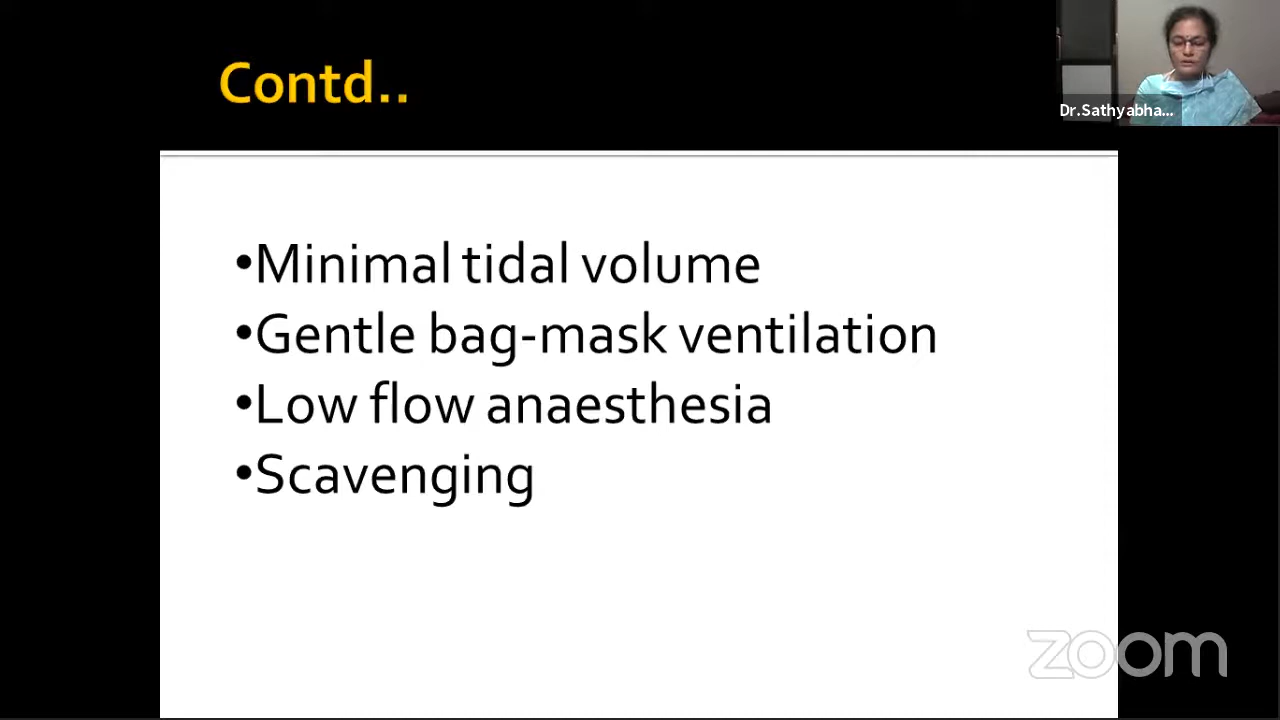 Contd..
Dr.Sathyabha...
•Minimal tidal volume
•Gentle bag-mask ventilation
•Low flow anaesthesia
•Scavenging
zoom